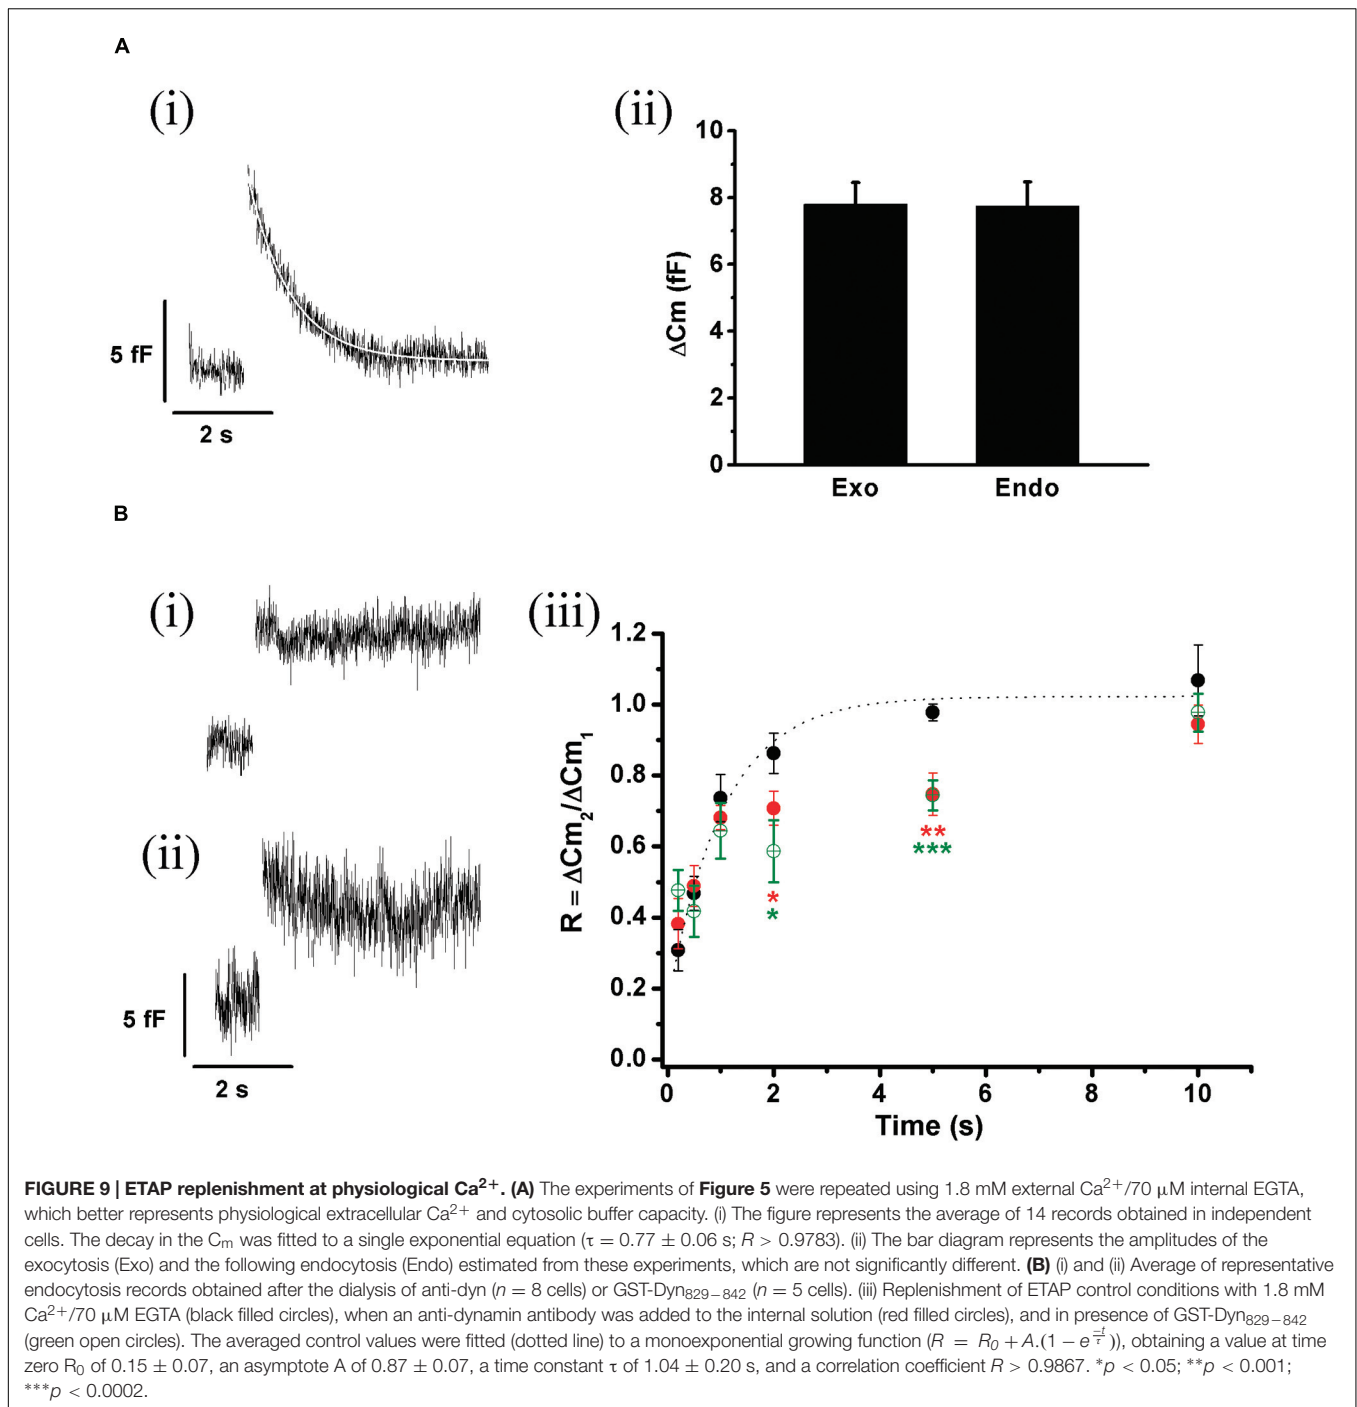 A
(i)
5 fF
2 s
(ii)
10
8
6
4
2
0
ΔCm (fF)
Exo
Endo
B
(i)
(ii)
5 fF
2 s
(iii)
1.2
1.0
0.8
0.6
0.4
0.2
0.0
R = ΔCm₂/ΔCm₁
*
*
**
***
0
2
4
6
8
10
Time (s)
FIGURE 9 | ETAP replenishment at physiological Ca²⁺. (A) The experiments of Figure 5 were repeated using 1.8 mM external Ca²⁺/70 μM internal EGTA,
which better represents physiological extracellular Ca²⁺ and cytosolic buffer capacity. (i) The figure represents the average of 14 records obtained in independent
cells. The decay in the Cₘ was fitted to a single exponential equation (τ = 0.77 ± 0.06 s; R > 0.9783). (ii) The bar diagram represents the amplitudes of the
exocytosis (Exo) and the following endocytosis (Endo) estimated from these experiments, which are not significantly different. (B) (i) and (ii) Average of representative
endocytosis records obtained after the dialysis of anti-dyn (n = 8 cells) or GST-Dyn₈₂₉₋₈₄₂ (n = 5 cells). (iii) Replenishment of ETAP control conditions with 1.8 mM
Ca²⁺/70 μM EGTA (black filled circles), when an anti-dynamin antibody was added to the internal solution (red filled circles), and in presence of GST-Dyn₈₂₉₋₈₄₂
(green open circles). The averaged control values were fitted (dotted line) to a monoexponential growing function (R = R₀ + A.(1 − e^(−t/τ))), obtaining a value at time
zero R₀ of 0.15 ± 0.07, an asymptote A of 0.87 ± 0.07, a time constant τ of 1.04 ± 0.20 s, and a correlation coefficient R > 0.9867. *p < 0.05; **p < 0.001;
***p < 0.0002.